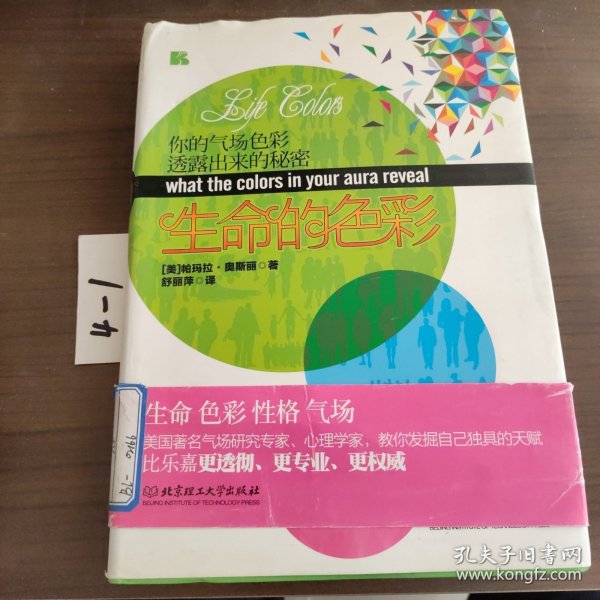 Life Colors
你的气场色彩
透露出来的秘密
what the colors in your aura reveal
生命的色彩
[美]帕玛拉·奥斯丽 著
舒丽萍 译
1-4
生命 色彩 性格 气场
美国著名气场研究专家、心理学家，教你发掘自己独具的天赋
比乐嘉更透彻、更专业、更权威
北京理工大学出版社
BEIJING INSTITUTE OF TECHNOLOGY PRESS
孔夫子旧书网
www.kongfz.com